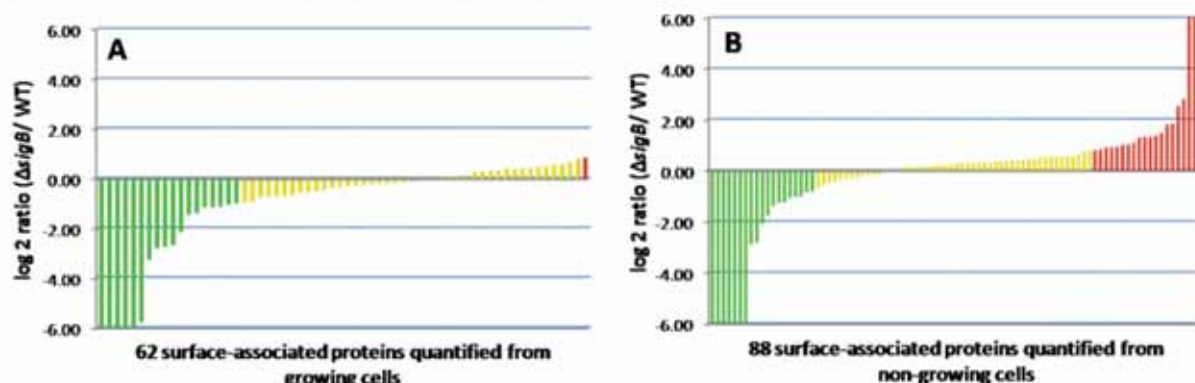 A
log 2 ratio (ΔsigB/ WT)
6.00
4.00
2.00
0.00
-2.00
-4.00
-6.00
62 surface-associated proteins quantified from
growing cells
B
log 2 ratio (ΔsigB/ WT)
6.00
4.00
2.00
0.00
-2.00
-4.00
-6.00
88 surface-associated proteins quantified from
non-growing cells